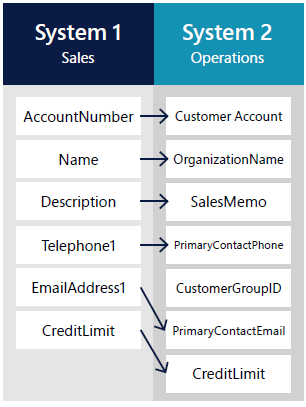 System 1
Sales
System 2
Operations
AccountNumber
Customer Account
Name
OrganizationName
Description
SalesMemo
Telephone1
PrimaryContactPhone
EmailAddress1
CustomerGroupID
CreditLimit
PrimaryContactEmail
CreditLimit